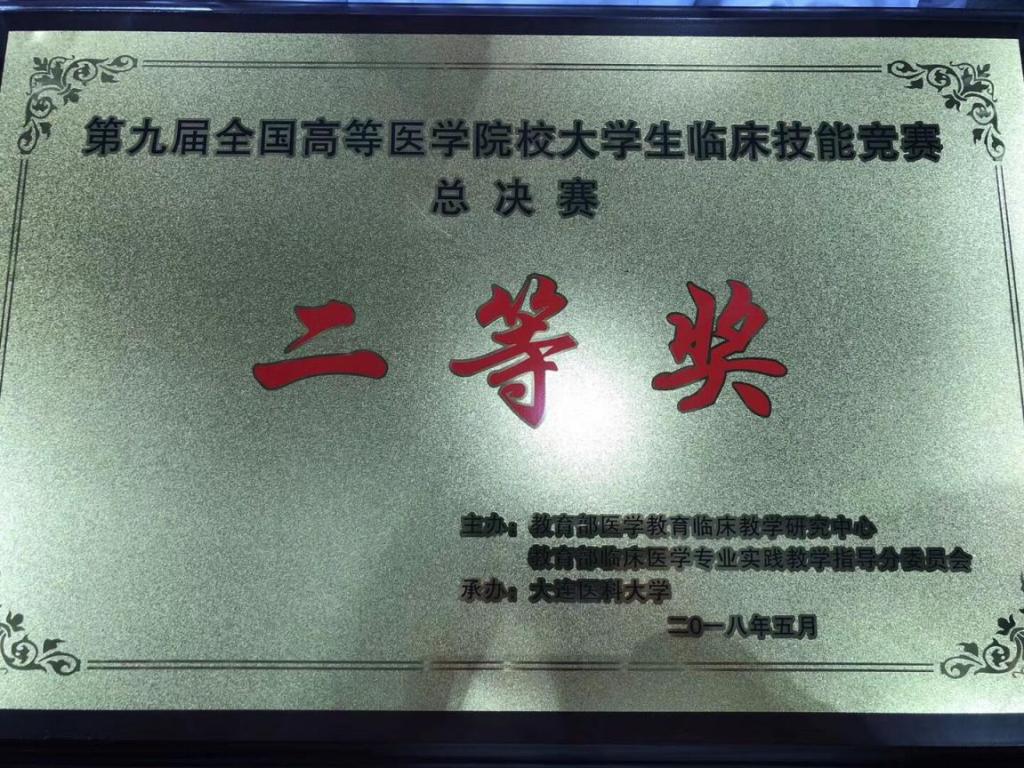 第九届全国高等医学院校大学生临床技能竞赛
总决赛
二等奖
主办：教育部医学教育临床教学研究中心
教育部临床医学专业实践教学指导分委员会
承办：大连医科大学
二0一八年五月